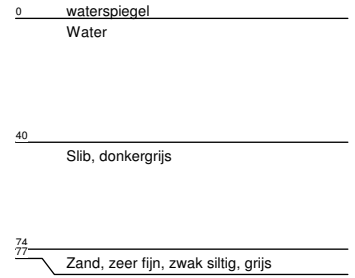 0 waterspiegel
Water
40
Slib, donkergrijs
74
77
Zand, zeer fijn, zwak siltig, grijs